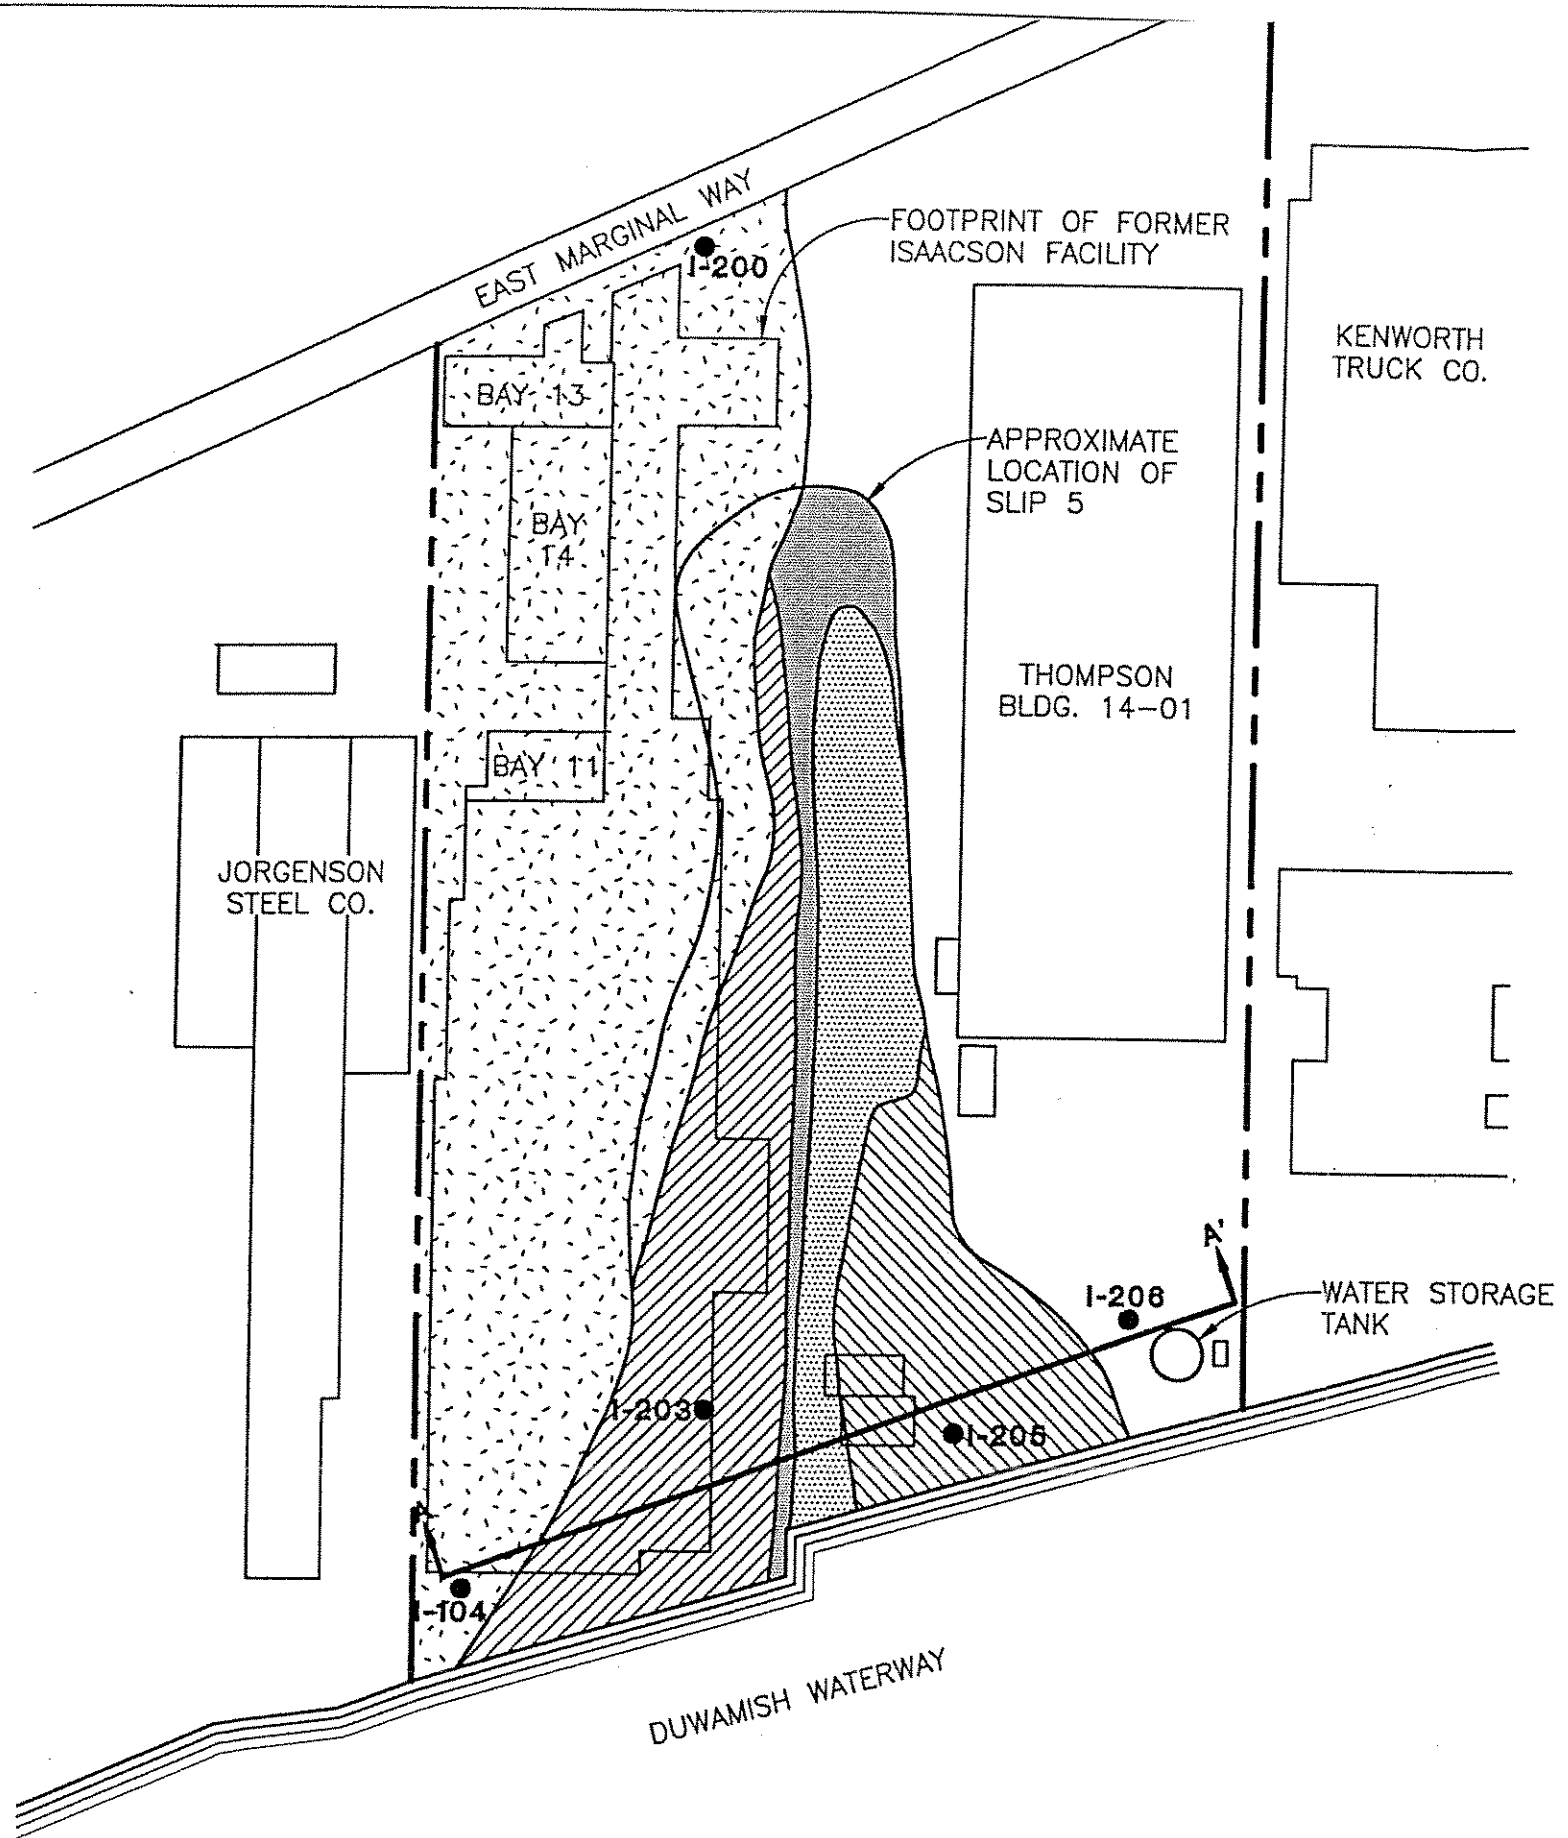 EAST MARGINAL WAY
I-200
FOOTPRINT OF FORMER
ISAACSON FACILITY
KENWORTH
TRUCK CO.
BAY 13
APPROXIMATE
LOCATION OF
SLIP 5
BAY
14
THOMPSON
BLDG. 14-01
BAY 11
JORGENSON
STEEL CO.
A'
I-206
WATER STORAGE
TANK
I-203
I-205
A
I-104
DUWAMISH WATERWAY